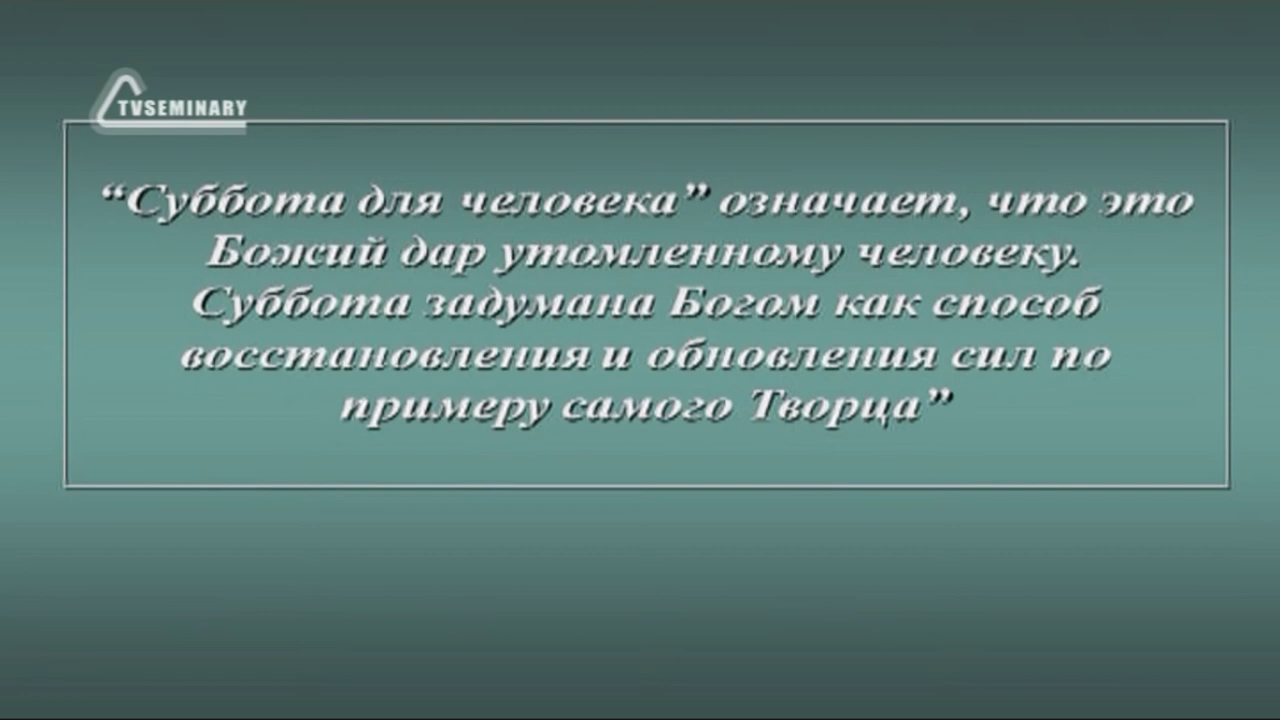 TVSEMINARY
“Суббота для человека” означает, что это
Божий дар утомленному человеку.
Суббота задумана Богом как способ
восстановления и обновления сил по
примеру самого Творца”